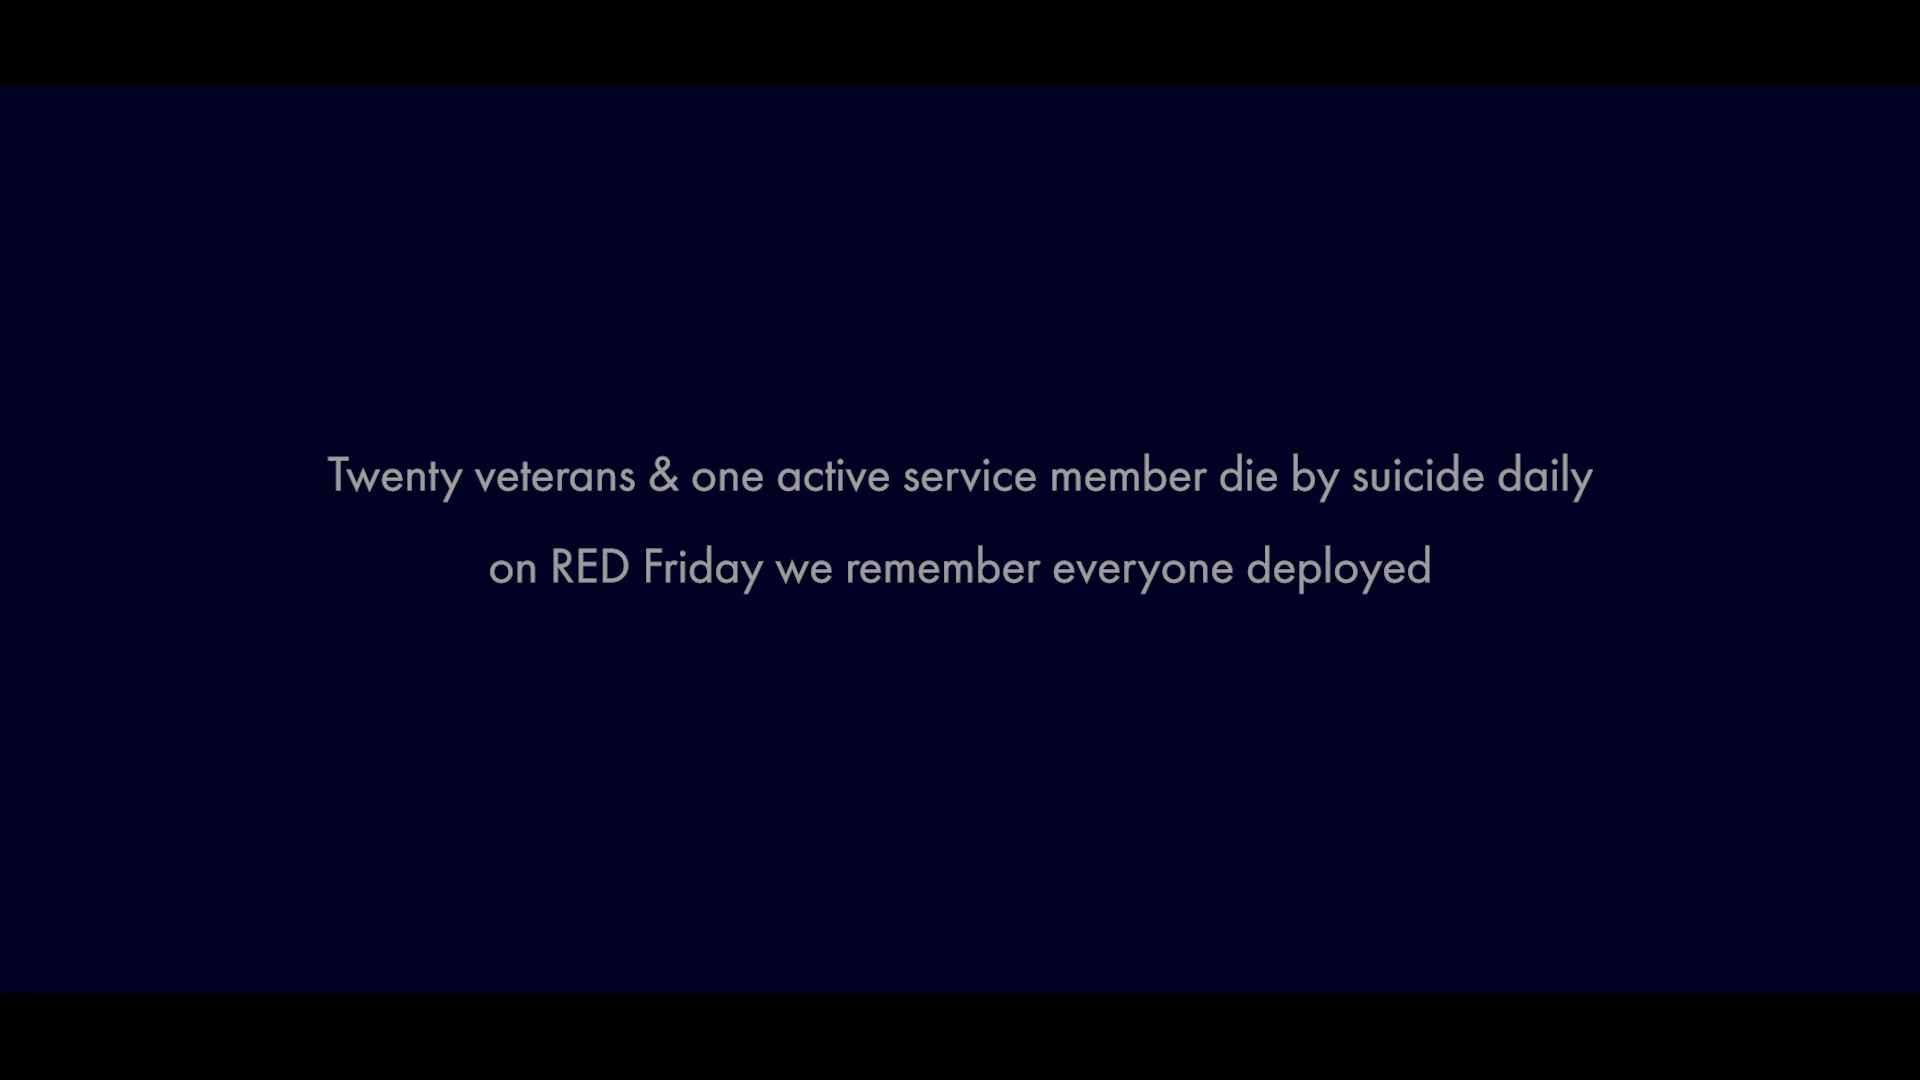 Twenty veterans & one active service member die by suicide daily
on RED Friday we remember everyone deployed